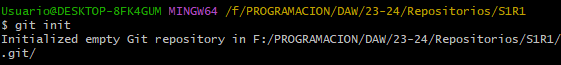 Usuario@DESKTOP-8FK4GUM MINGW64 /f/PROGRAMACION/DAW/23-24/Repositorios/S1R1
$ git init
Initialized empty Git repository in F:/PROGRAMACION/DAW/23-24/Repositorios/S1R1/
.git/